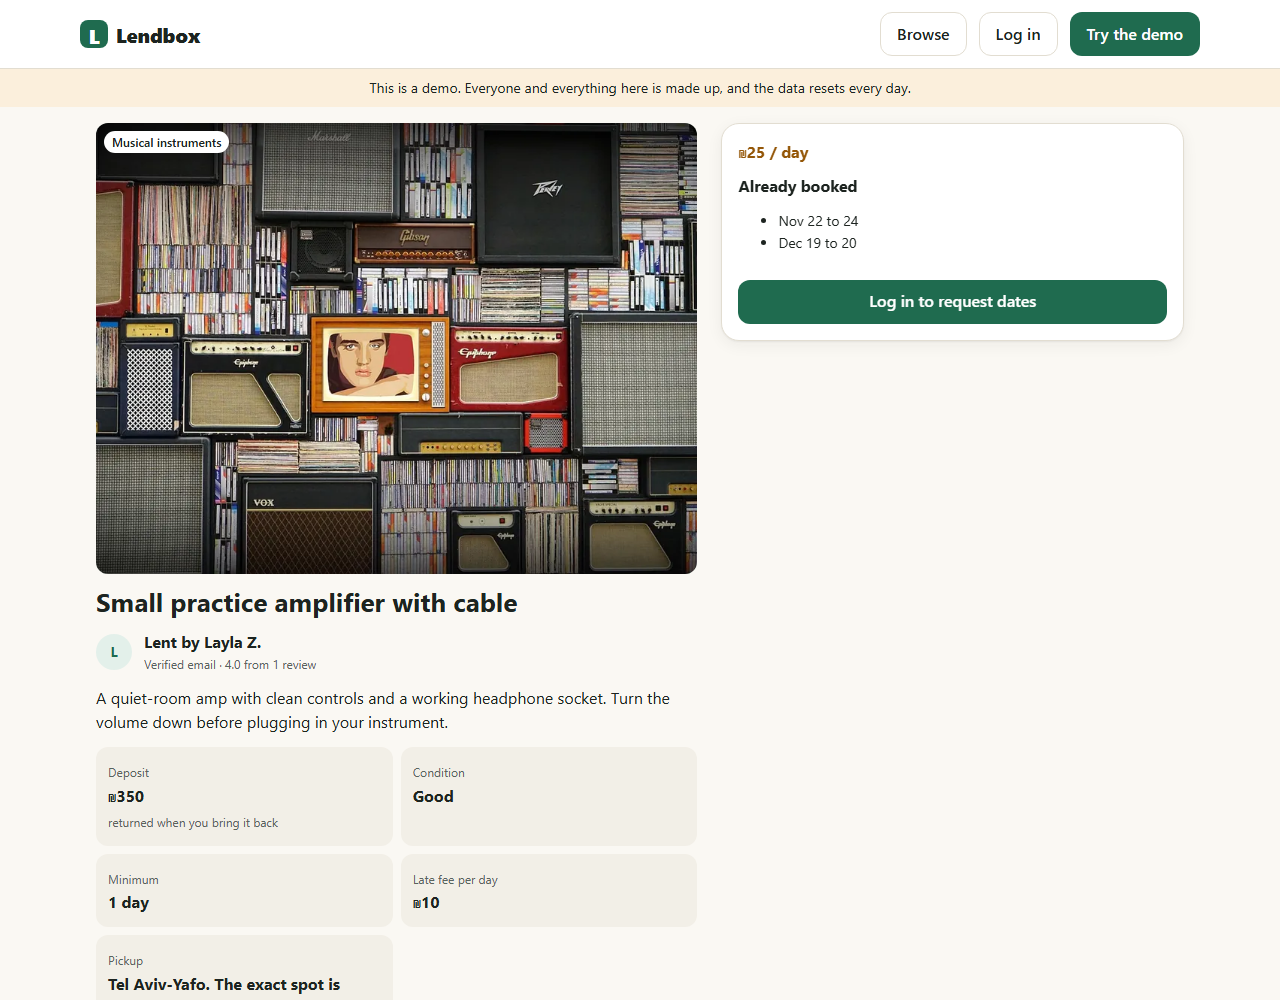 L Lendbox
Browse
Log in
Try the demo
This is a demo. Everyone and everything here is made up, and the data resets every day.
Musical instruments
Marshall
PEAVEY
Gibson
Epiphone
Epiphone
VOX
Epiphone
Epiphone
₪25 / day
Already booked
• Nov 22 to 24
• Dec 19 to 20
Log in to request dates
Small practice amplifier with cable
L
Lent by Layla Z.
Verified email · 4.0 from 1 review
A quiet-room amp with clean controls and a working headphone socket. Turn the
volume down before plugging in your instrument.
Deposit
₪350
returned when you bring it back
Condition
Good
Minimum
1 day
Late fee per day
₪10
Pickup
Tel Aviv-Yafo. The exact spot is